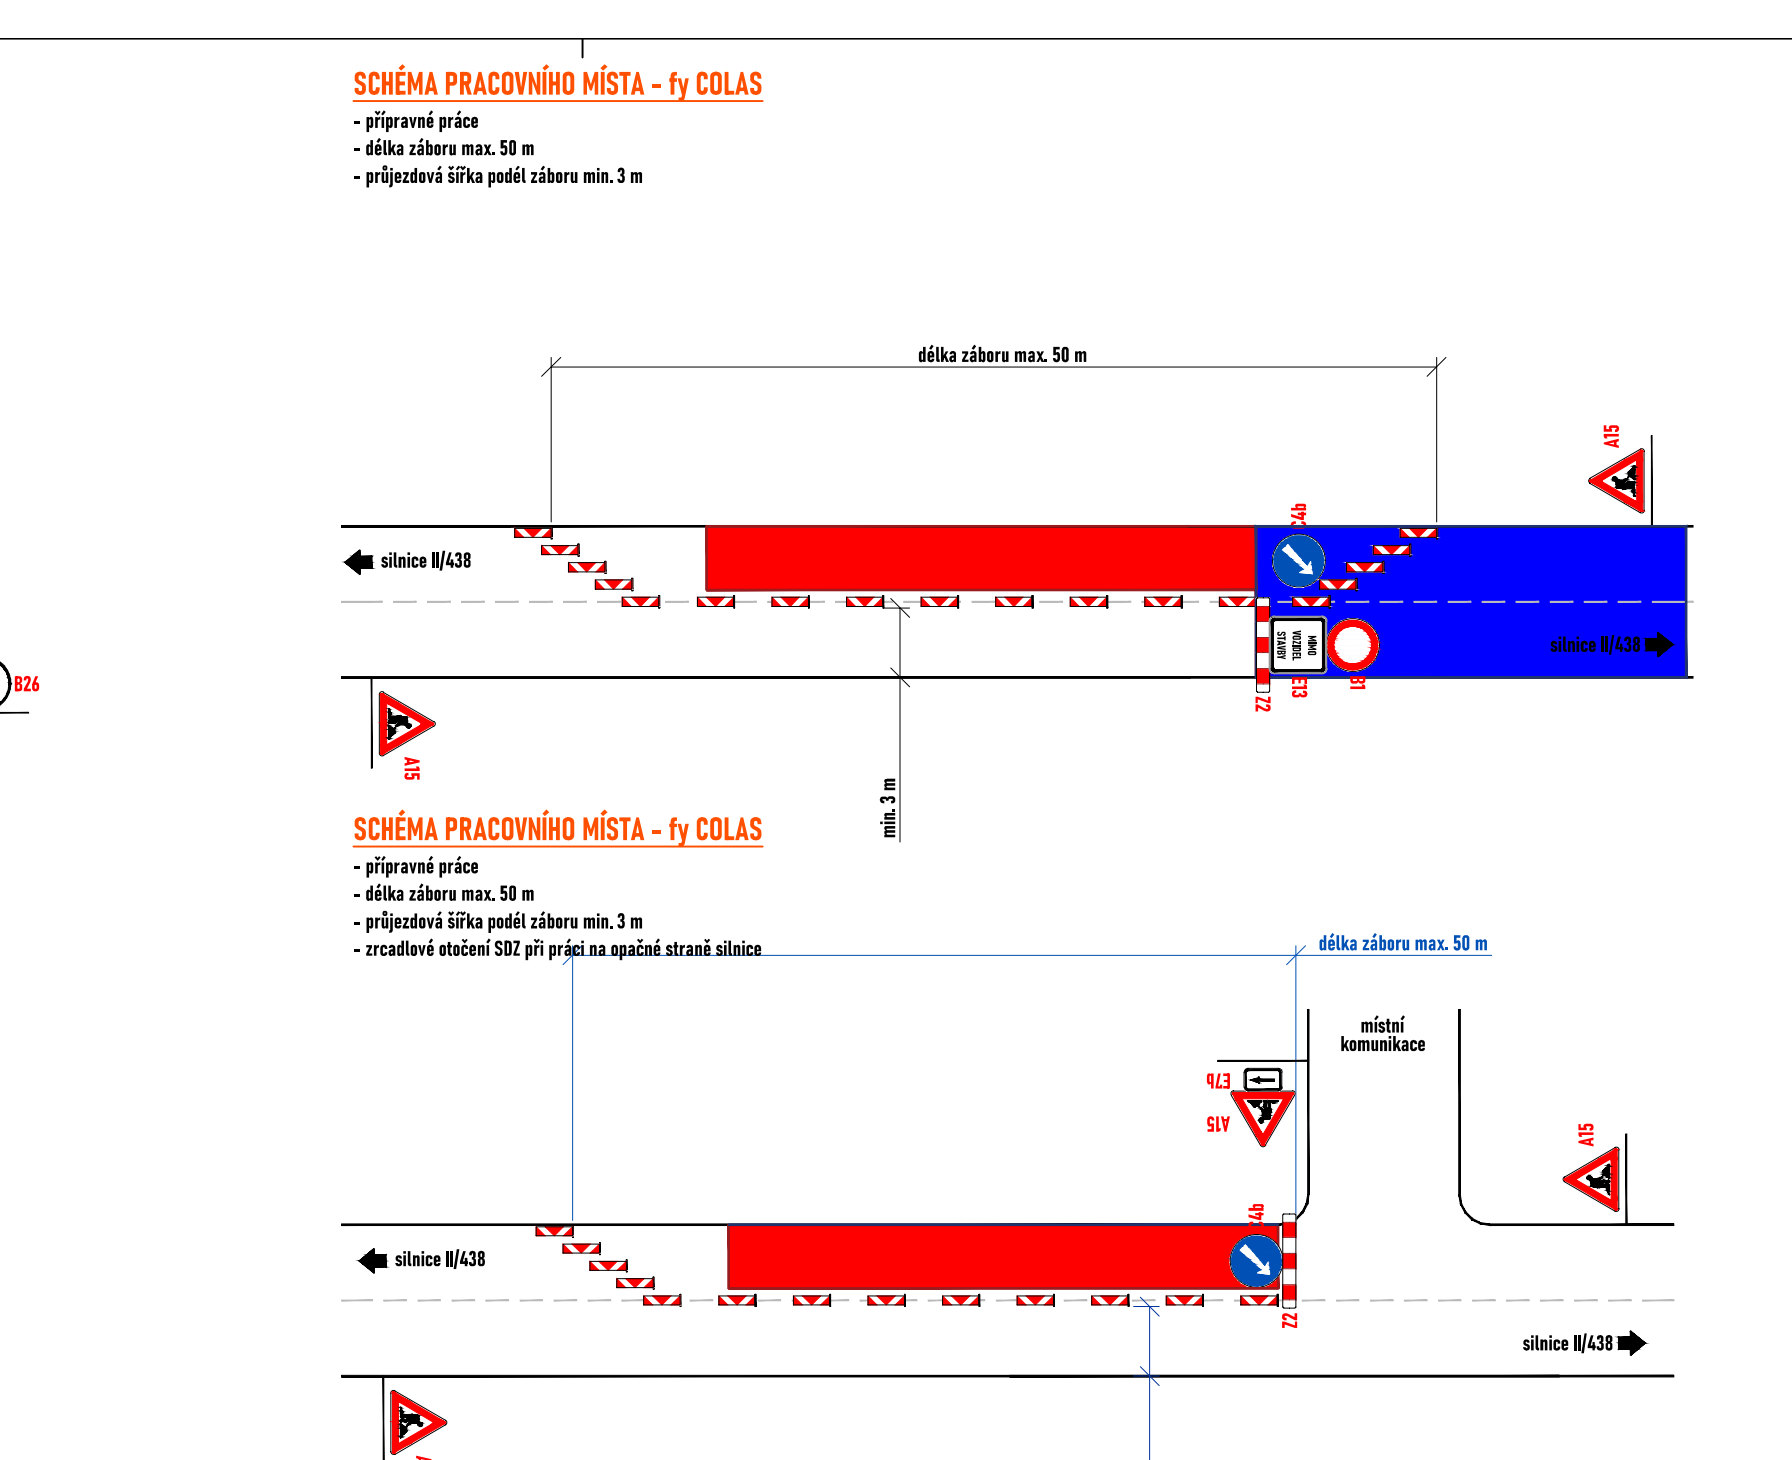 SCHÉMA PRACOVNÍHO MÍSTA - fy COLAS
- přípravné práce
- délka záboru max. 50 m
- průjezdová šířka podél záboru min. 3 m
délka záboru max. 50 m
A15
C4b
silnice II/438
MIMO
VOZIDEL
STAVBY
silnice II/438
B26
E13
B1
Z2
A15
min. 3 m
SCHÉMA PRACOVNÍHO MÍSTA - fy COLAS
- přípravné práce
- délka záboru max. 50 m
- průjezdová šířka podél záboru min. 3 m
- zrcadlové otočení SDZ při práci na opačné straně silnice
délka záboru max. 50 m
místní
komunikace
E7b
A15
A15
C4b
silnice II/438
Z2
silnice II/438